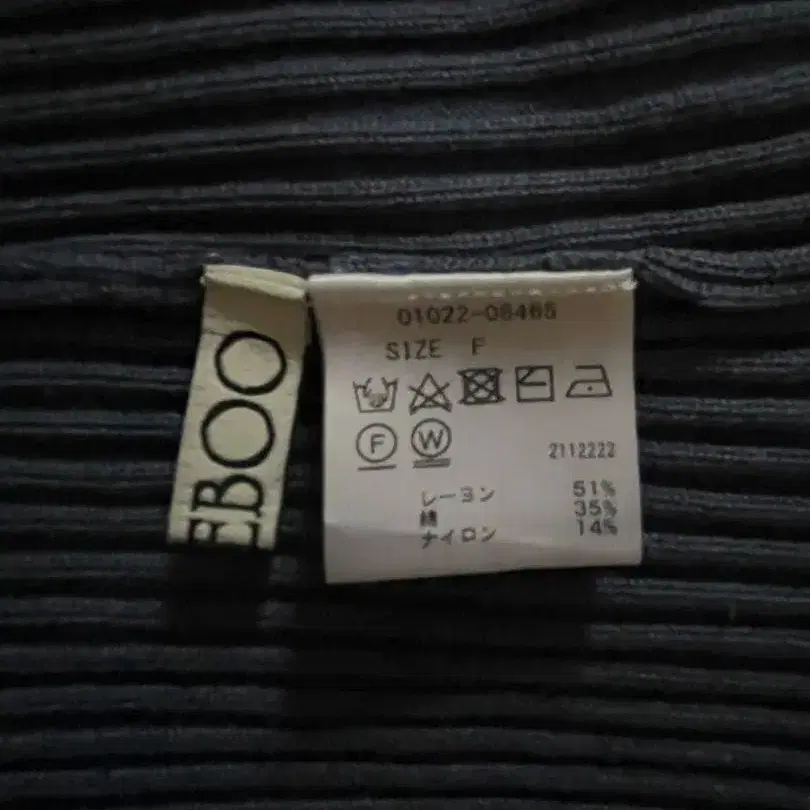 EBOO
01022-08465
SIZE F
F W
2112222
レーヨン 51%
綿 35%
ナイロン 14%